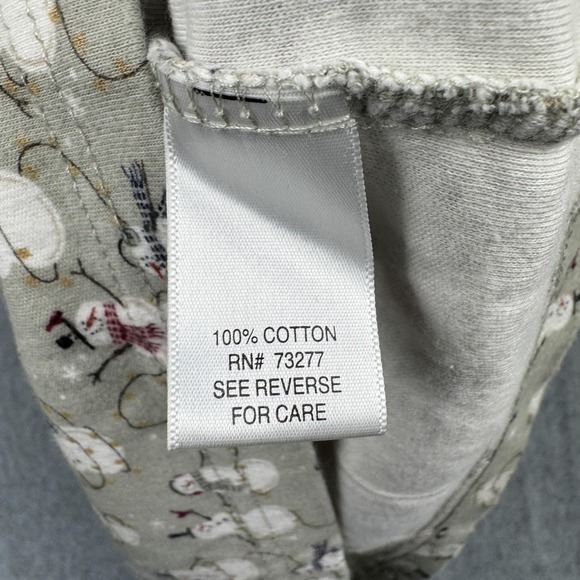 100% COTTON
RN# 73277
SEE REVERSE
FOR CARE